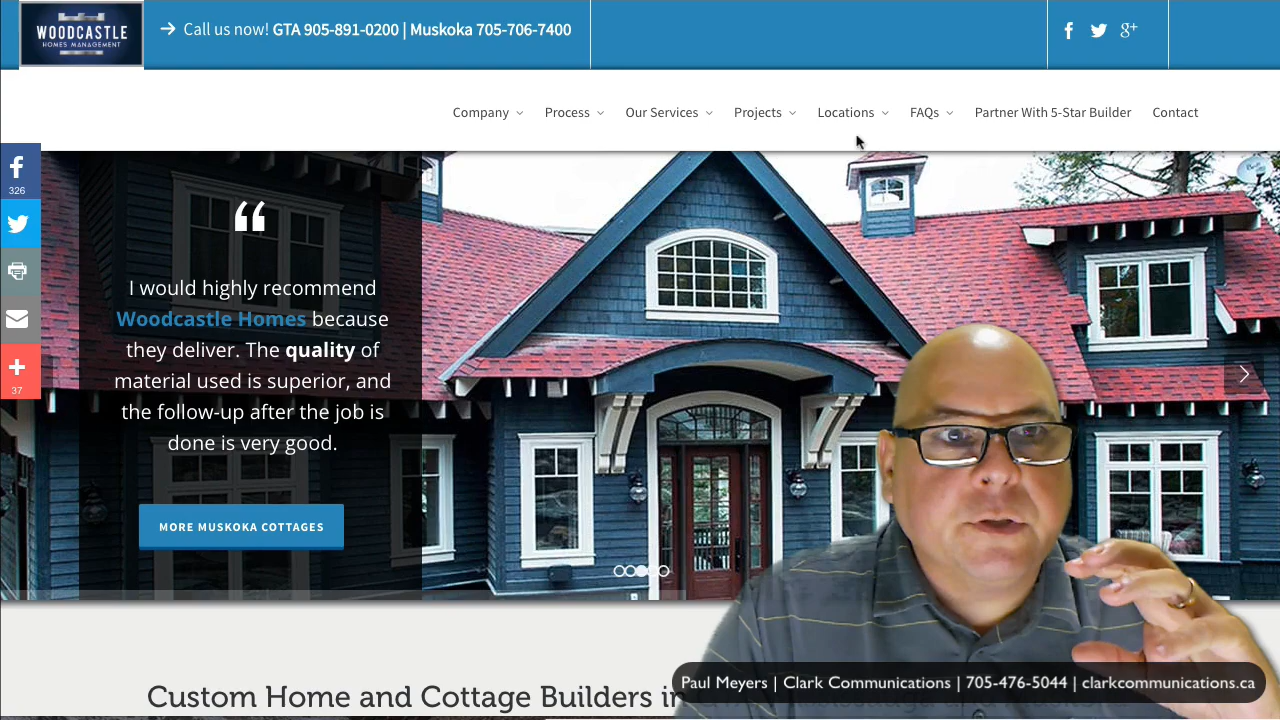 WOODCASTLE
HOMES MANAGEMENT
Call us now! GTA 905-891-0200 | Muskoka 705-706-7400
Company Process Our Services Projects Locations FAQs Partner With 5-Star Builder Contact
326
37
I would highly recommend
Woodcastle Homes because
they deliver. The quality of
material used is superior, and
the follow-up after the job is
done is very good.
MORE MUSKOKA COTTAGES
Paul Meyers | Clark Communications | 705-476-5044 | clarkcommunications.ca
Custom Home and Cottage Builders in